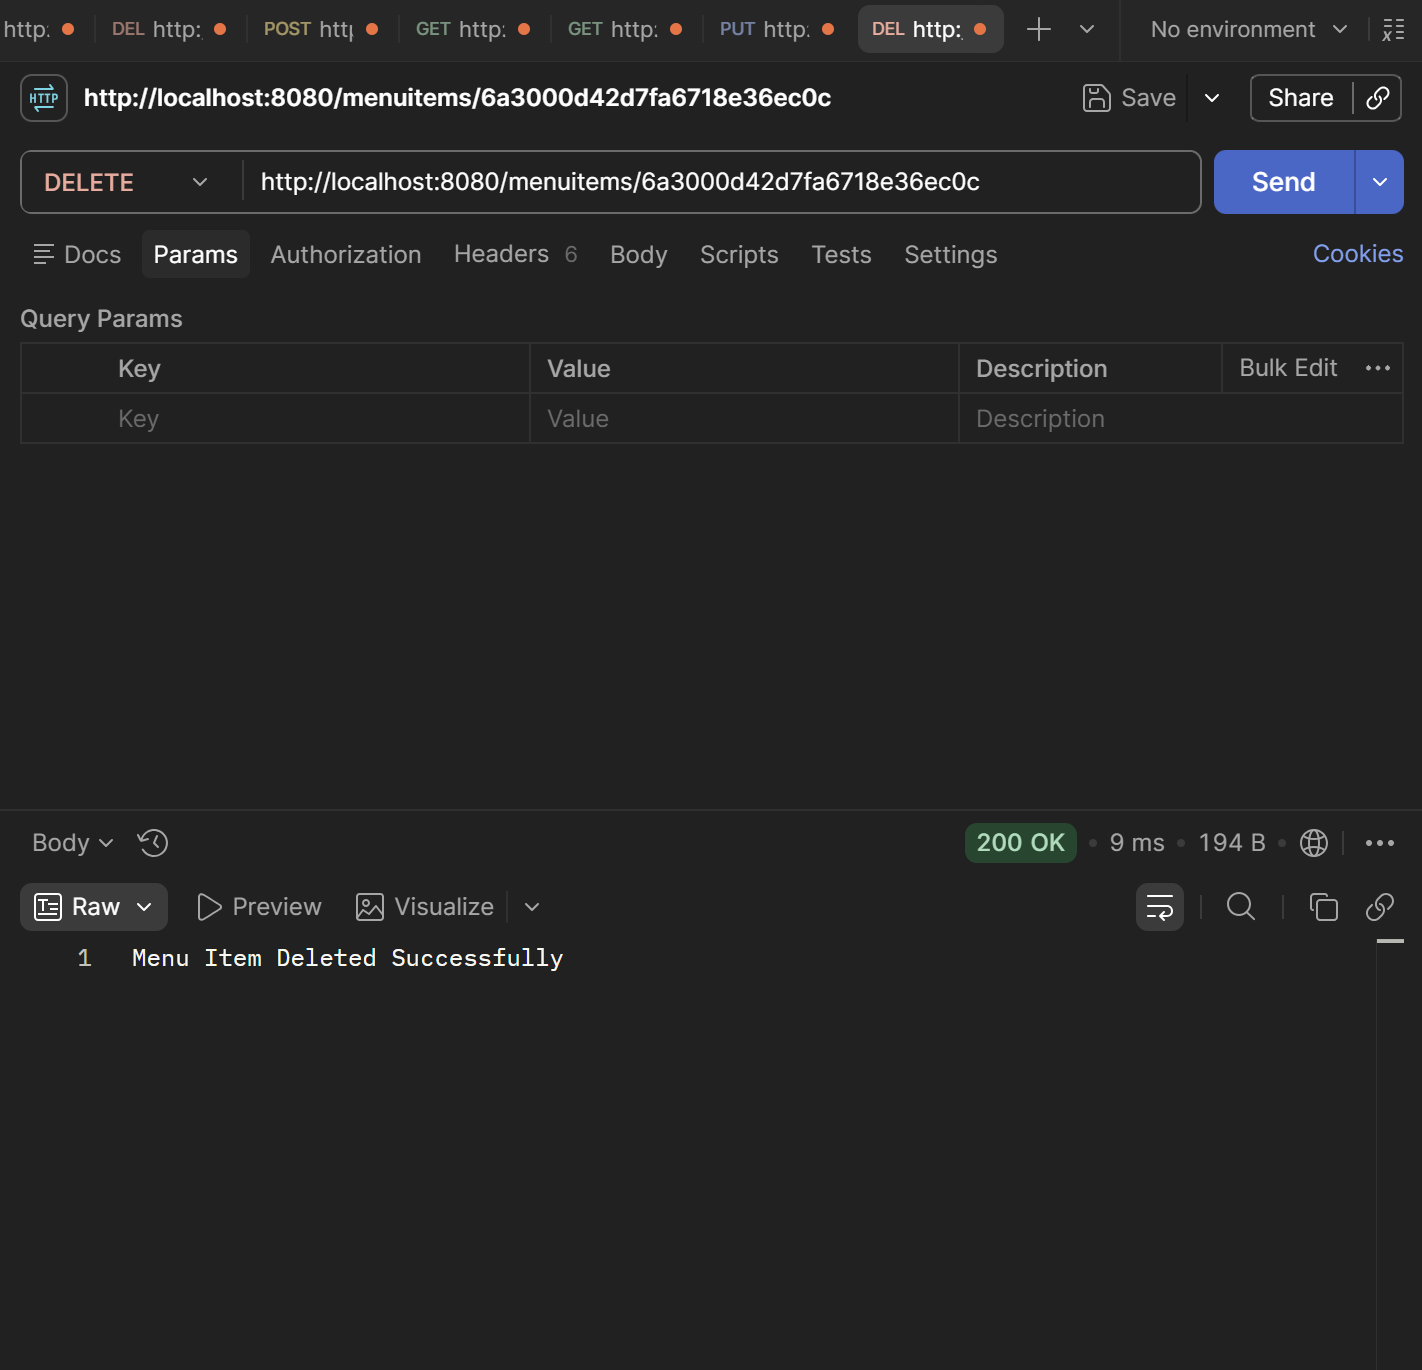 http: DEL http: POST http GET http: GET http: PUT http: DEL http: No environment
HTTP http://localhost:8080/menuitems/6a3000d42d7fa6718e36ec0c Save Share
DELETE http://localhost:8080/menuitems/6a3000d42d7fa6718e36ec0c Send
Docs Params Authorization Headers 6 Body Scripts Tests Settings Cookies
Query Params
Key Value Description Bulk Edit
Key Value Description
Body 200 OK • 9 ms • 194 B •
Raw Preview Visualize
1 Menu Item Deleted Successfully